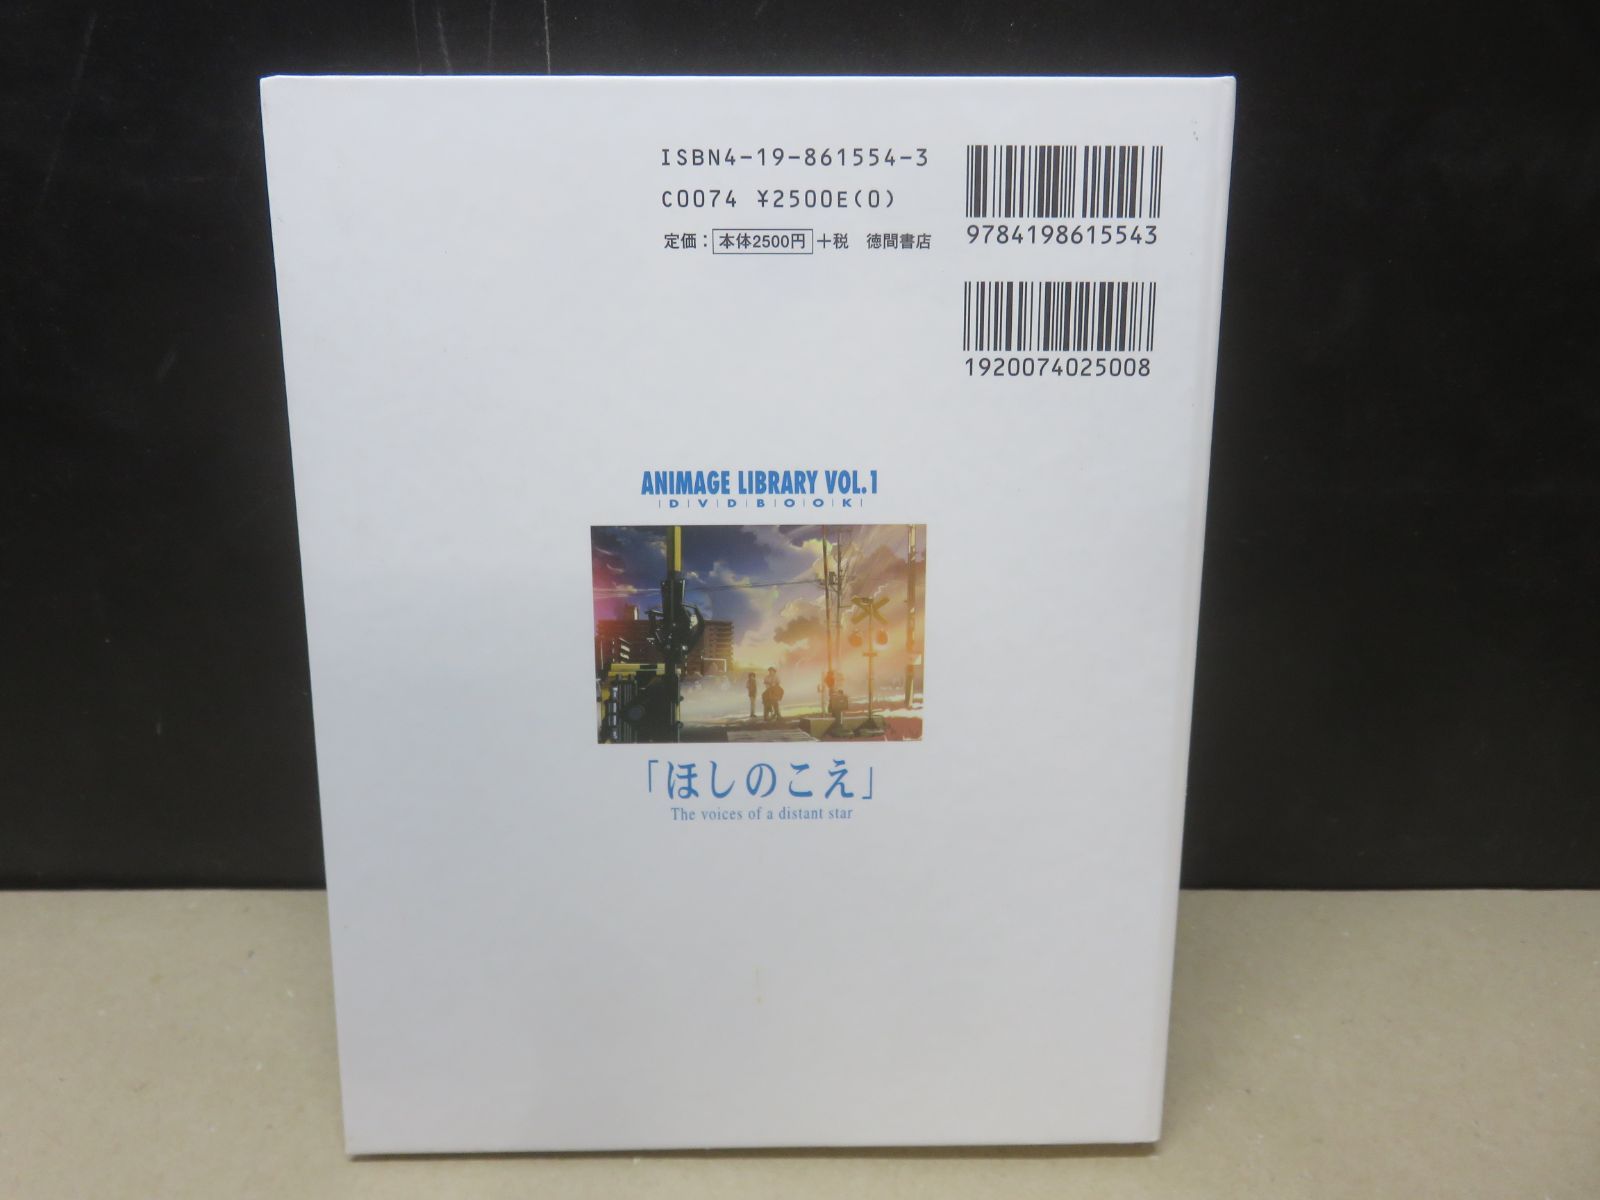 ISBN4-19-861554-3
C0074 ¥2500E(0)
定価：本体2500円＋税 徳間書店
9784198615543
1920074025008
ANIMAGE LIBRARY VOL.1
DVDBOOK
「ほしのこえ」
The voices of a distant star